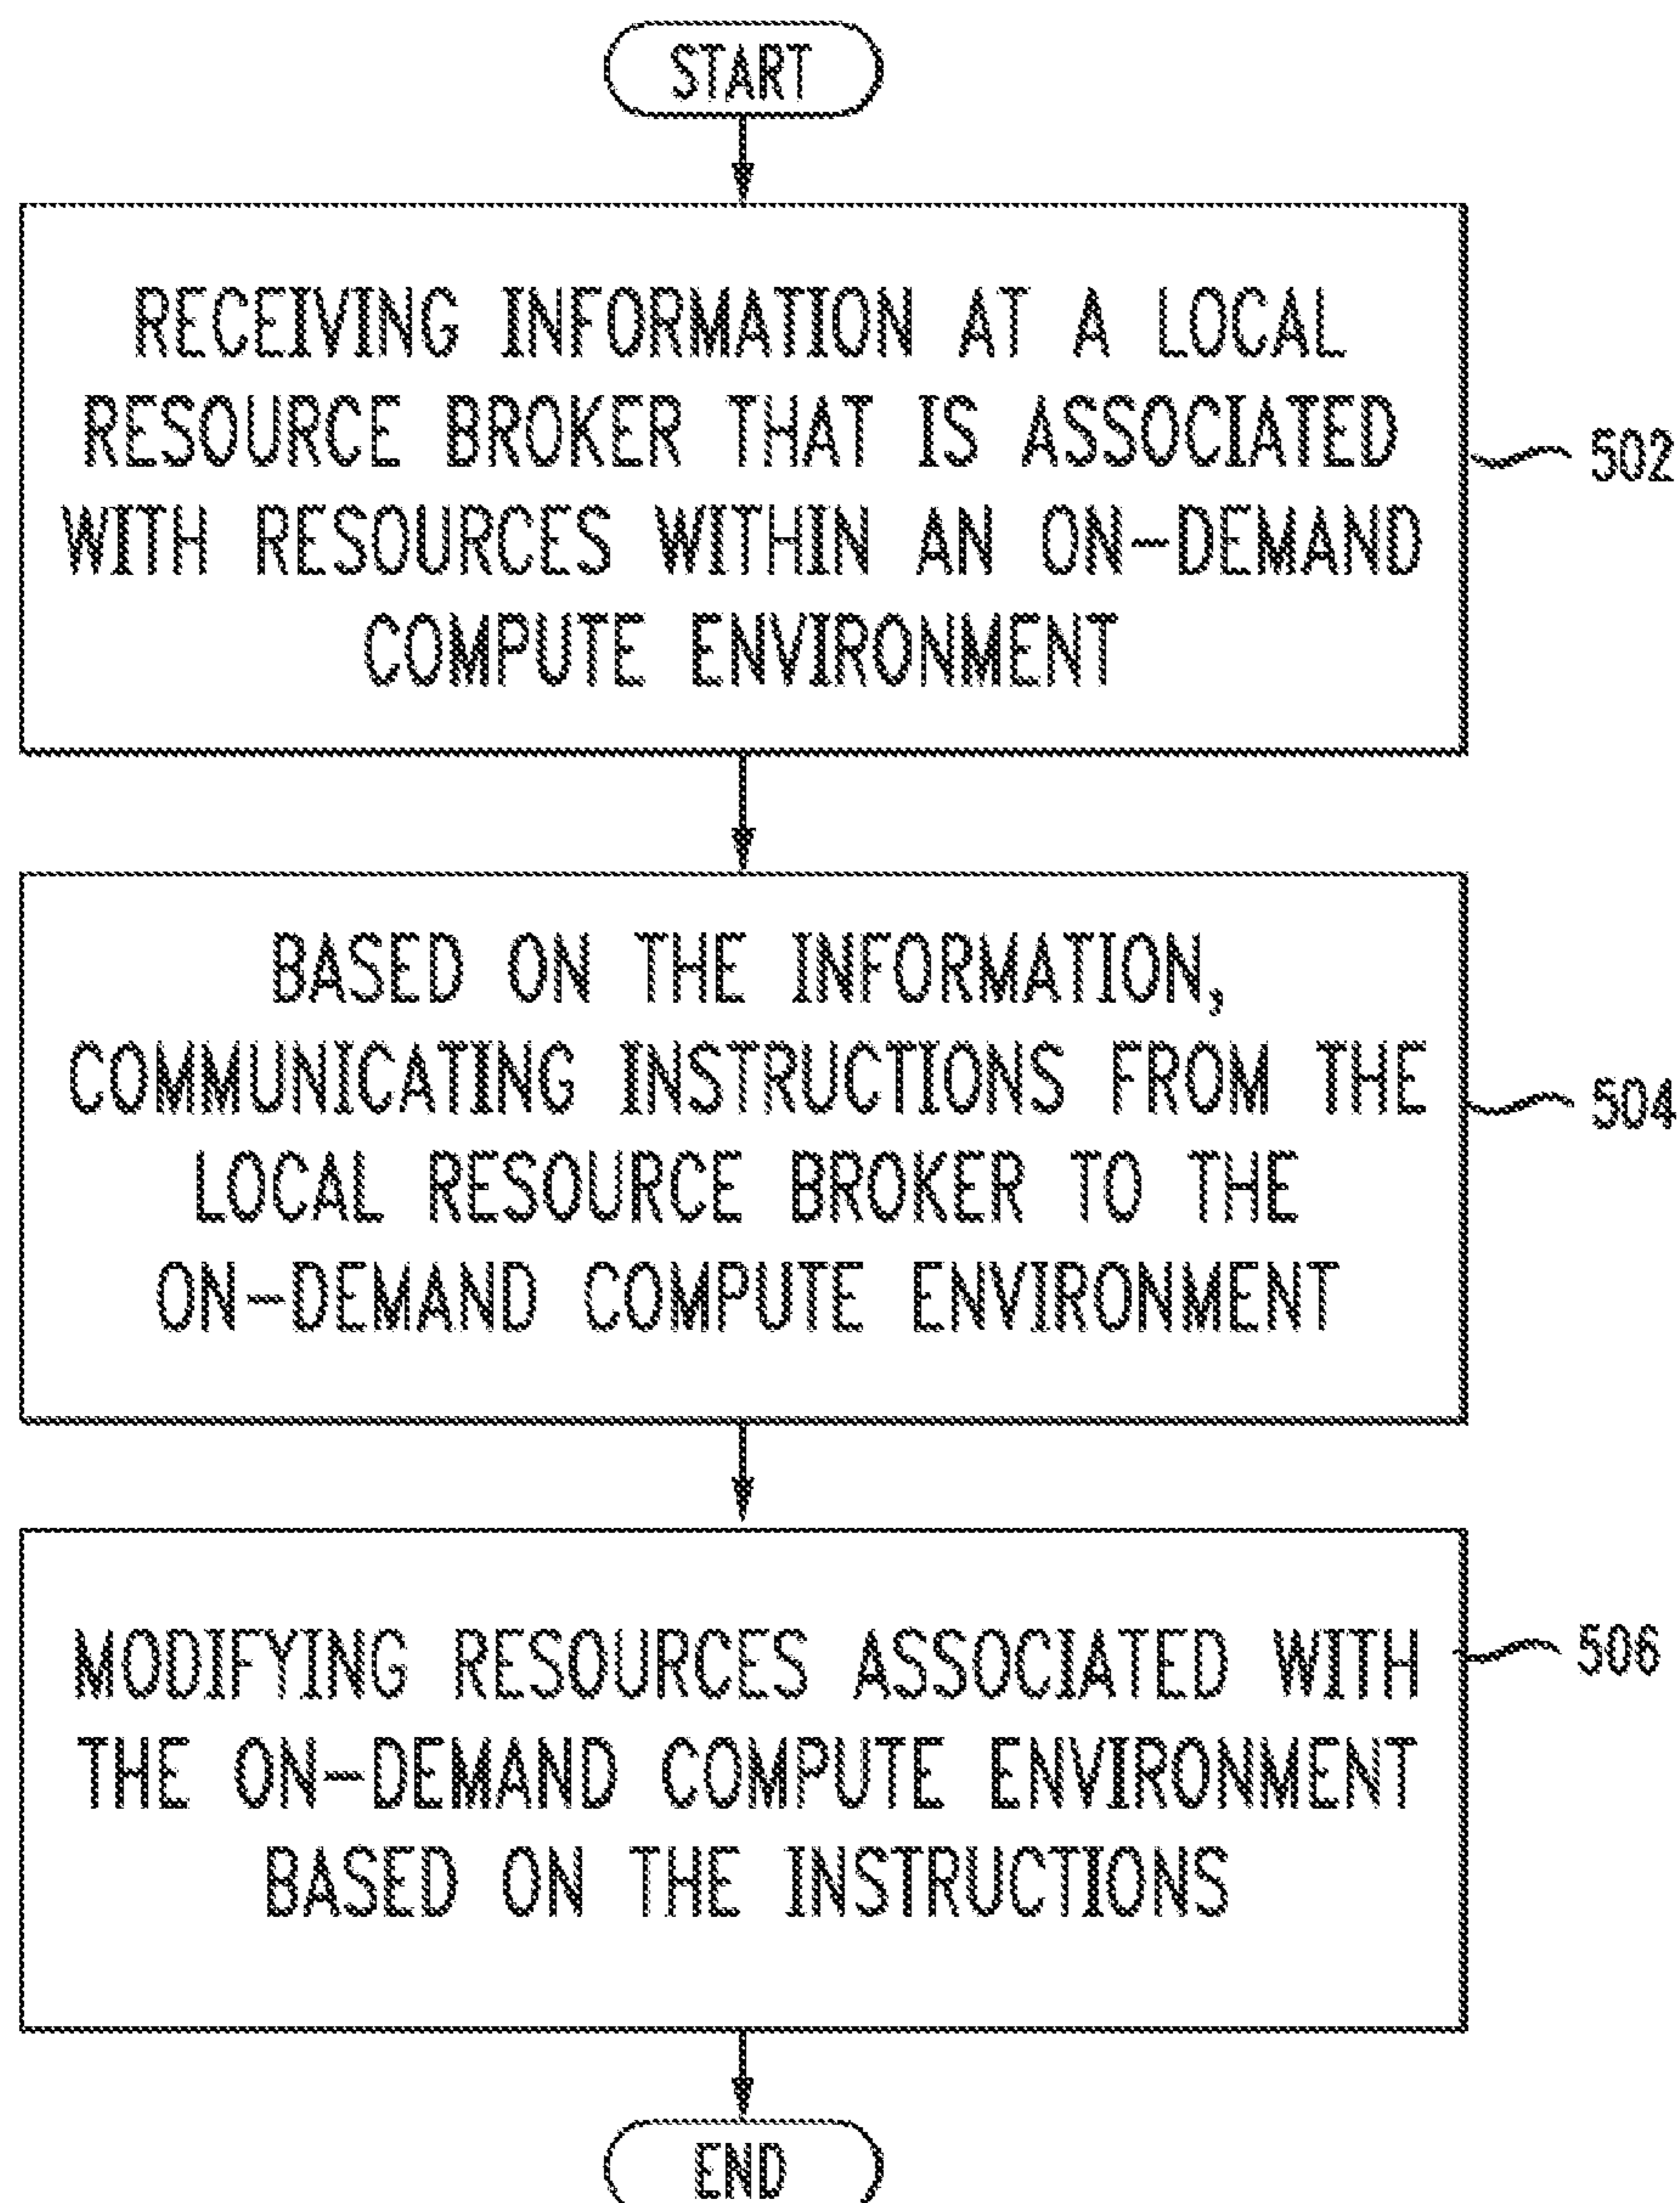 START
RECEIVING INFORMATION AT A LOCAL
RESOURCE BROKER THAT IS ASSOCIATED
WITH RESOURCES WITHIN AN ON-DEMAND
COMPUTE ENVIRONMENT
502
BASED ON THE INFORMATION,
COMMUNICATING INSTRUCTIONS FROM THE
LOCAL RESOURCE BROKER TO THE
ON-DEMAND COMPUTE ENVIRONMENT
504
MODIFYING RESOURCES ASSOCIATED WITH
THE ON-DEMAND COMPUTE ENVIRONMENT
BASED ON THE INSTRUCTIONS
506
END